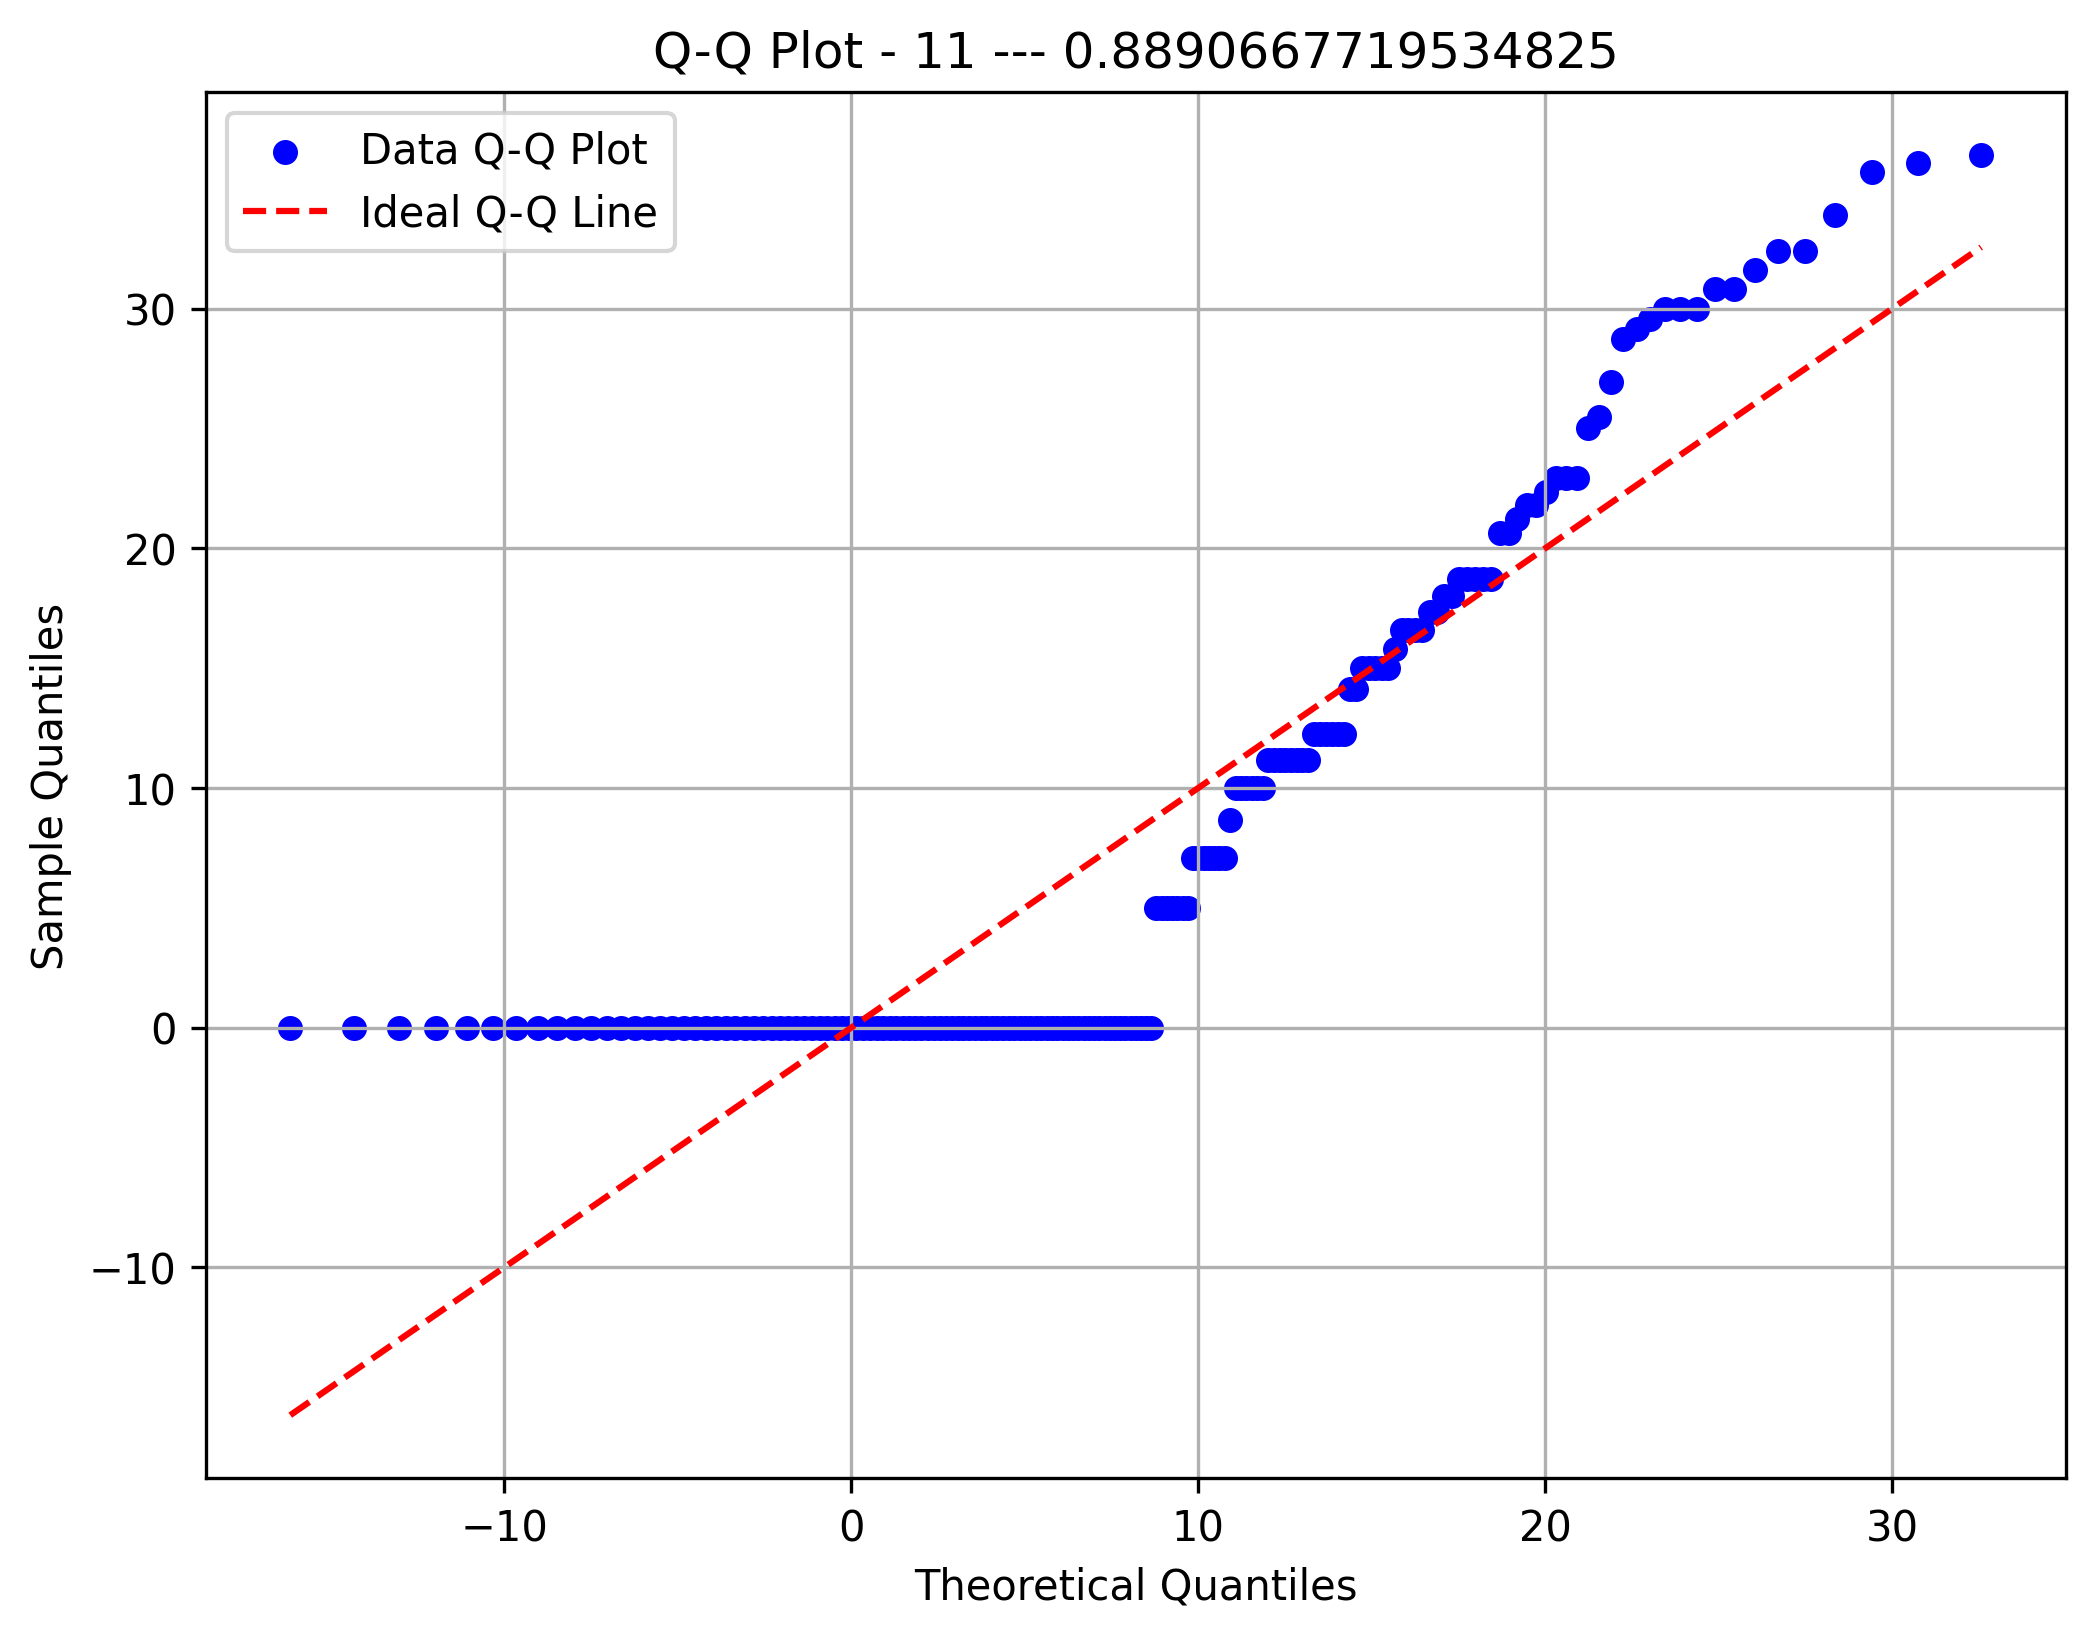 Q-Q Plot - 11 --- 0.8890667719534825
Data Q-Q Plot
Ideal Q-Q Line
Sample Quantiles
30
20
10
0
−10
−10 0 10 20 30
Theoretical Quantiles